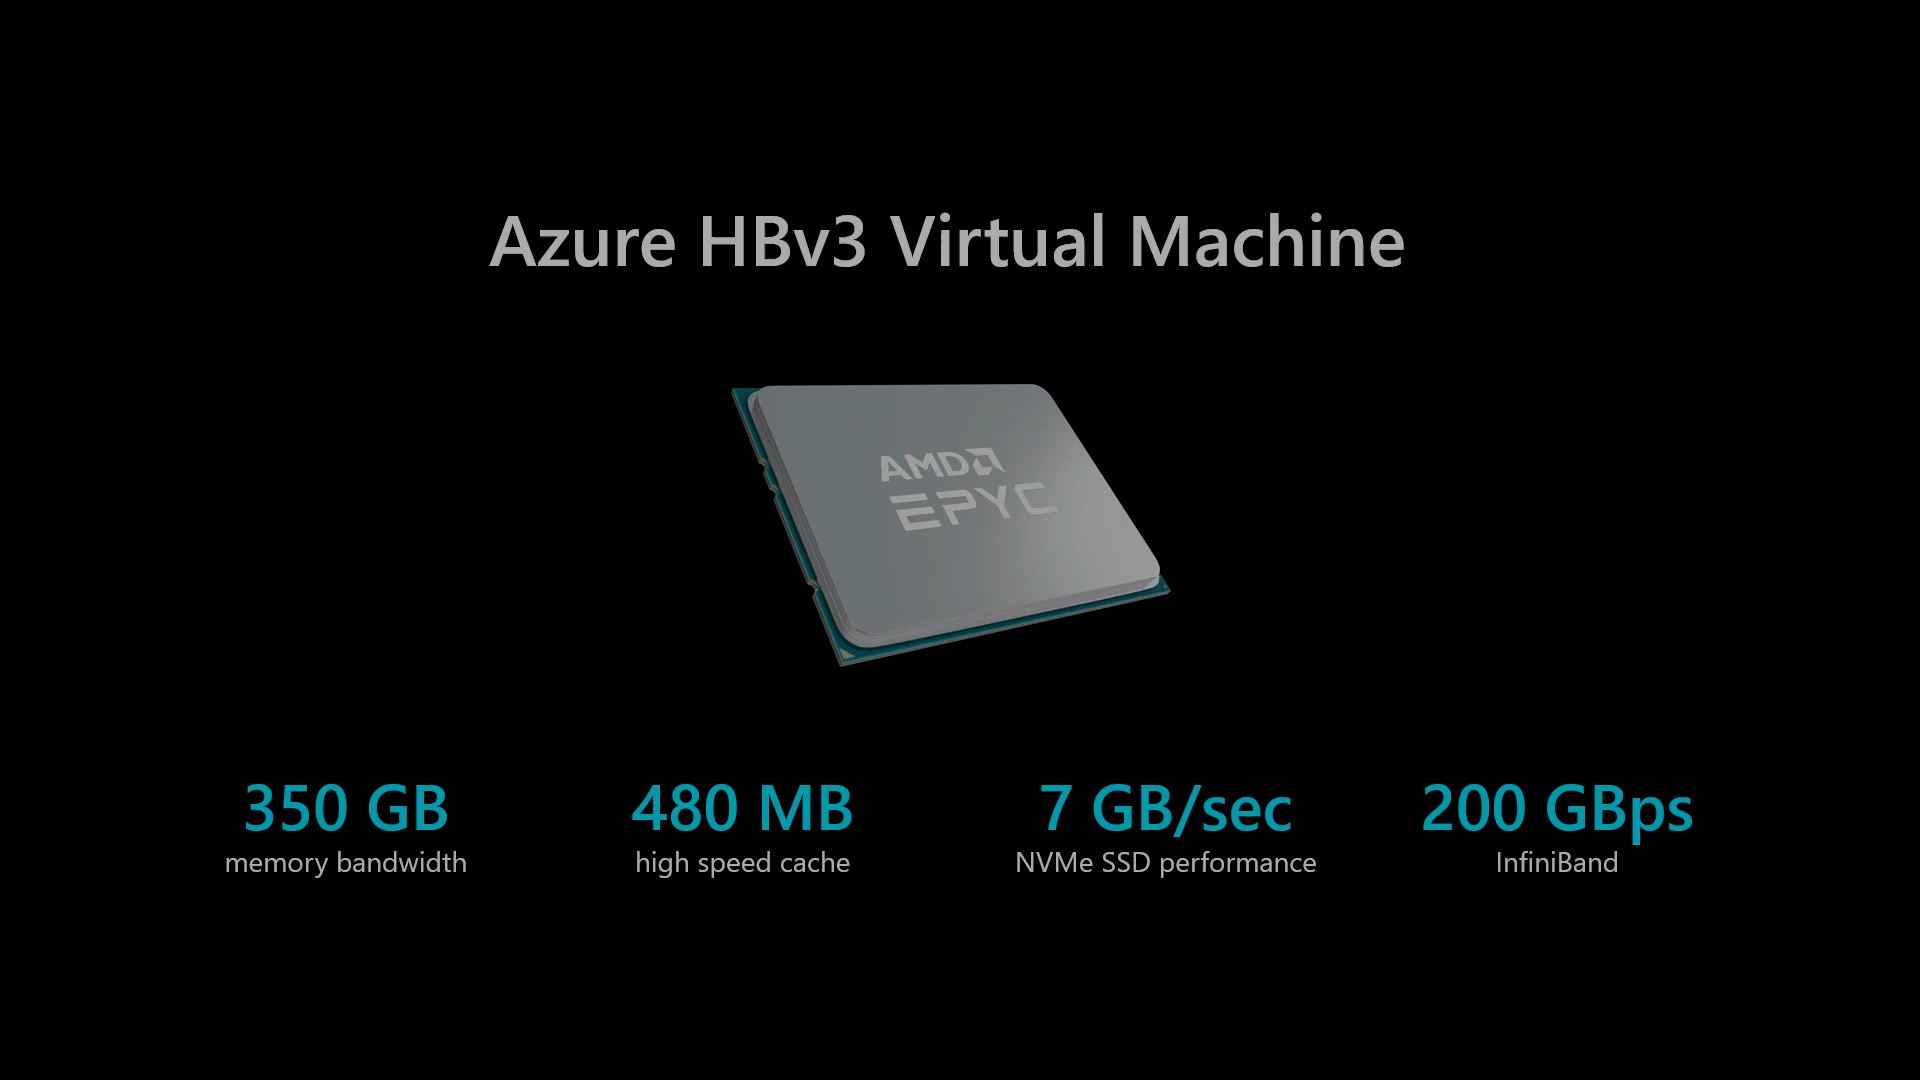 Azure HBv3 Virtual Machine
AMD
EPYC
350 GB
memory bandwidth
480 MB
high speed cache
7 GB/sec
NVMe SSD performance
200 GBps
InfiniBand